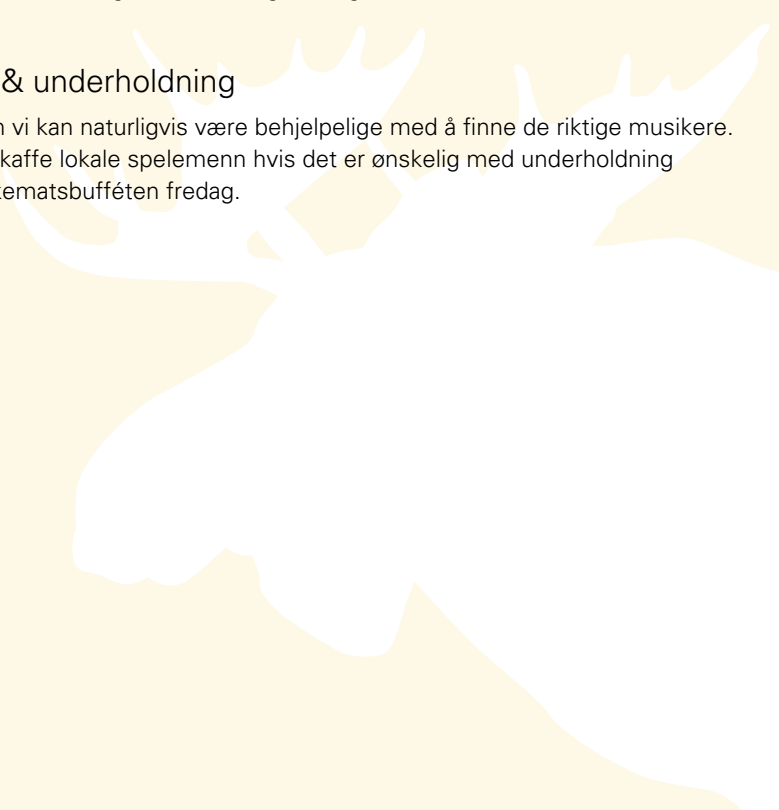 & underholdning
vi kan naturligvis være behjelpelige med å finne de riktige musikere.
kaffe lokale spelemenn hvis det er ønskelig med underholdning
ematsbufféten fredag.